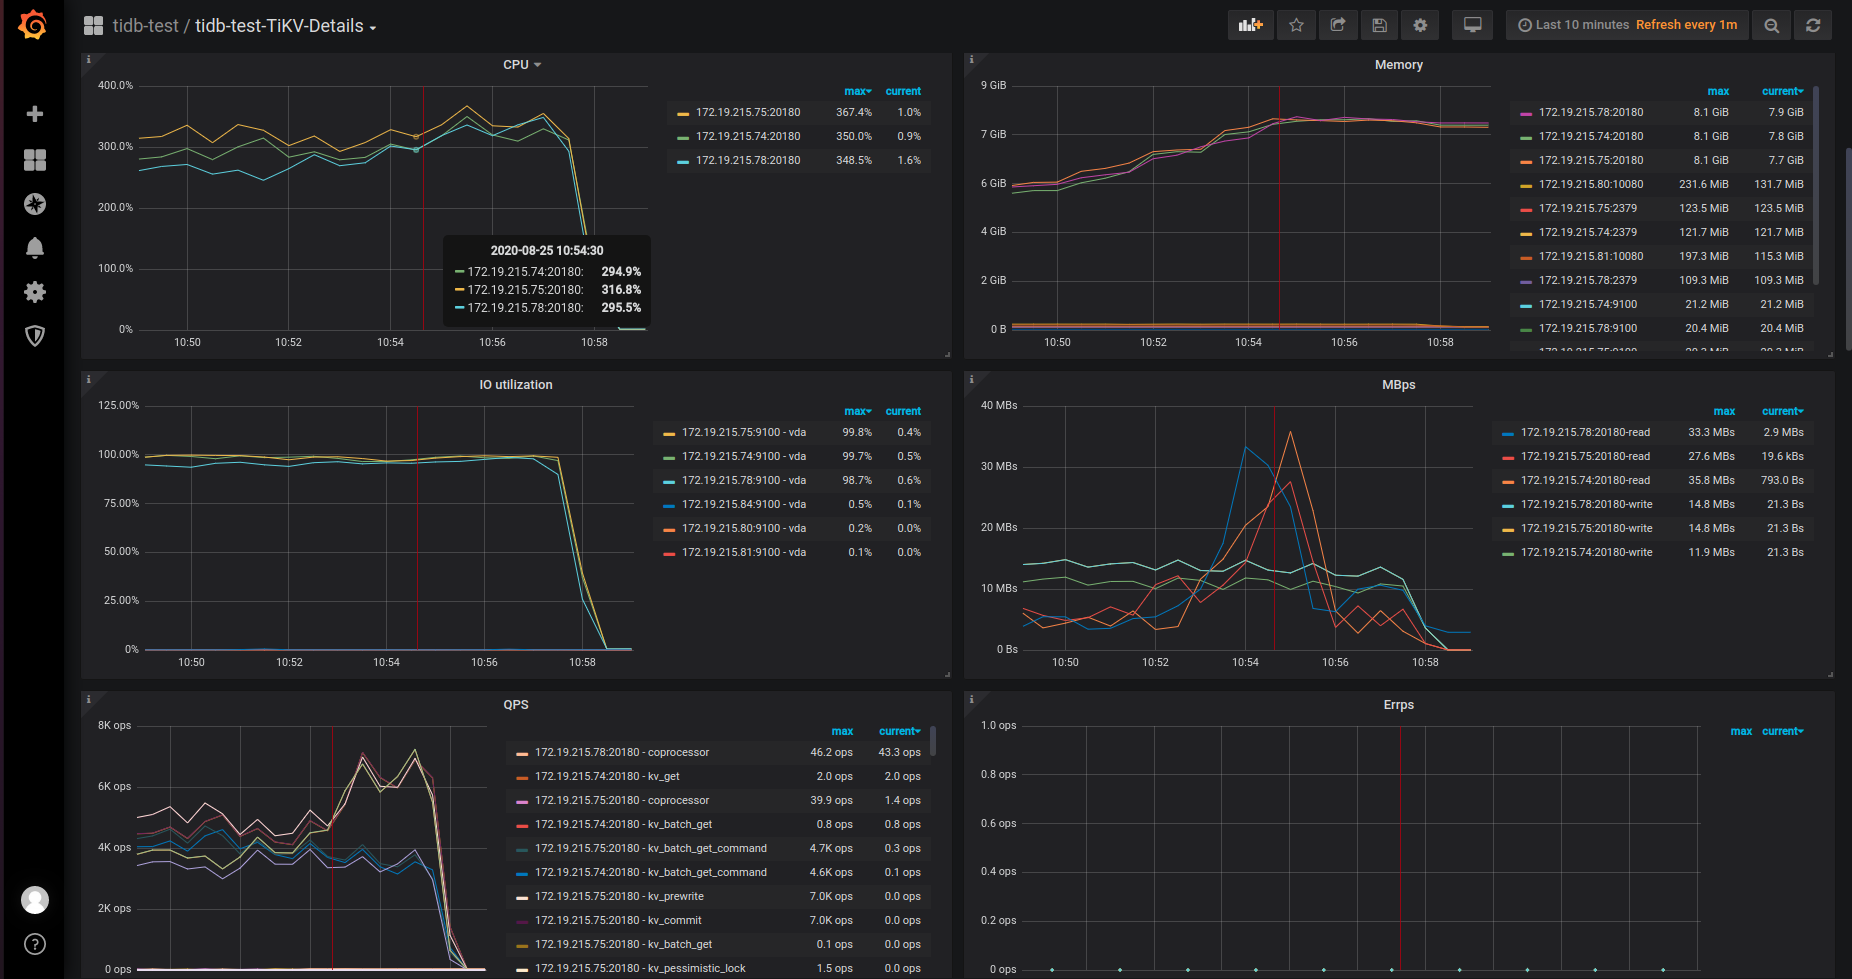 tidb-test / tidb-test-TiKV-Details
Last 10 minutes Refresh every 1m
CPU
400.0%
300.0%
200.0%
100.0%
0%
10:50 10:52 10:54 10:56 10:58
max current
172.19.215.75:20180 367.4% 1.0%
172.19.215.74:20180 350.0% 0.9%
172.19.215.78:20180 348.5% 1.6%
2020-08-25 10:54:30
172.19.215.74:20180: 294.9%
172.19.215.75:20180: 316.8%
172.19.215.78:20180: 295.5%
Memory
9 GiB
7 GiB
6 GiB
4 GiB
2 GiB
0 B
10:50 10:52 10:54 10:56 10:58
max current
172.19.215.78:20180 8.1 GiB 7.9 GiB
172.19.215.74:20180 8.1 GiB 7.8 GiB
172.19.215.75:20180 8.1 GiB 7.7 GiB
172.19.215.80:10080 231.6 MiB 131.7 MiB
172.19.215.75:2379 123.5 MiB 123.5 MiB
172.19.215.74:2379 121.7 MiB 121.7 MiB
172.19.215.81:10080 197.3 MiB 115.3 MiB
172.19.215.78:2379 109.3 MiB 109.3 MiB
172.19.215.74:9100 21.2 MiB 21.2 MiB
172.19.215.78:9100 20.4 MiB 20.4 MiB
IO utilization
125.00%
100.00%
75.00%
50.00%
25.00%
0%
10:50 10:52 10:54 10:56 10:58
max current
172.19.215.75:9100 - vda 99.8% 0.4%
172.19.215.74:9100 - vda 99.7% 0.5%
172.19.215.78:9100 - vda 98.7% 0.6%
172.19.215.84:9100 - vda 0.5% 0.1%
172.19.215.80:9100 - vda 0.2% 0.0%
172.19.215.81:9100 - vda 0.1% 0.0%
MBps
40 MBs
30 MBs
20 MBs
10 MBs
0 Bs
10:50 10:52 10:54 10:56 10:58
max current
172.19.215.78:20180-read 33.3 MBs 2.9 MBs
172.19.215.75:20180-read 27.6 MBs 19.6 kBs
172.19.215.74:20180-read 35.8 MBs 793.0 Bs
172.19.215.78:20180-write 14.8 MBs 21.3 Bs
172.19.215.75:20180-write 14.8 MBs 21.3 Bs
172.19.215.74:20180-write 11.9 MBs 21.3 Bs
QPS
8K ops
6K ops
4K ops
2K ops
0 ops
max current
172.19.215.78:20180 - coprocessor 46.2 ops 43.3 ops
172.19.215.74:20180 - kv_get 2.0 ops 2.0 ops
172.19.215.75:20180 - coprocessor 39.9 ops 1.4 ops
172.19.215.74:20180 - kv_batch_get 0.8 ops 0.8 ops
172.19.215.75:20180 - kv_batch_get_command 4.7K ops 0.3 ops
172.19.215.74:20180 - kv_batch_get_command 4.6K ops 0.1 ops
172.19.215.75:20180 - kv_prewrite 7.0K ops 0.0 ops
172.19.215.75:20180 - kv_commit 7.0K ops 0.0 ops
172.19.215.75:20180 - kv_batch_get 0.1 ops 0.0 ops
172.19.215.75:20180 - kv_pessimistic_lock 1.5 ops 0.0 ops
Errps
1.0 ops
0.8 ops
0.6 ops
0.4 ops
0.2 ops
0 ops
max current